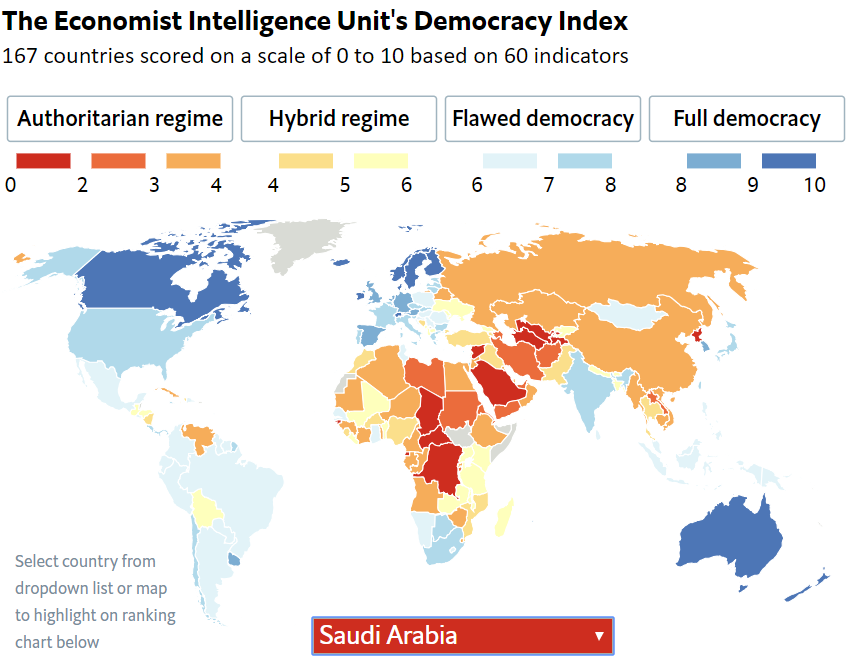 The Economist Intelligence Unit's Democracy Index
167 countries scored on a scale of 0 to 10 based on 60 indicators
Authoritarian regime Hybrid regime Flawed democracy Full democracy
0 2 3 4 4 5 6 6 7 8 8 9 10
Select country from
dropdown list or map
to highlight on ranking
chart below
Saudi Arabia